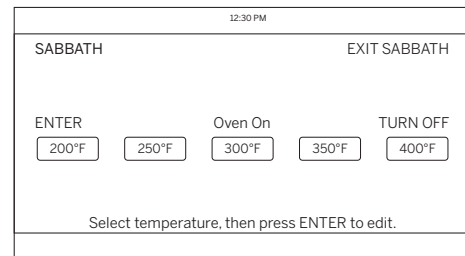 12:30 PM
SABBATH EXIT SABBATH
ENTER Oven On TURN OFF
200°F 250°F 300°F 350°F 400°F
Select temperature, then press ENTER to edit.